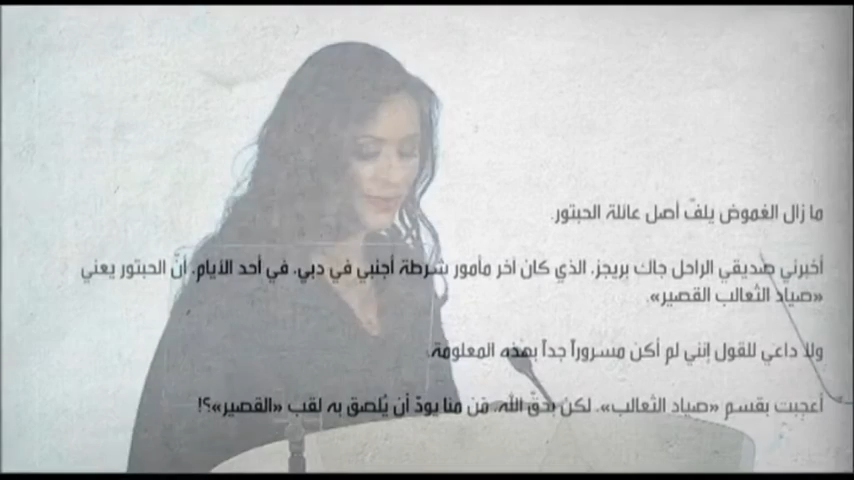 ما زال الغموض يلفّ أصل عائلة الحبتور.
أخبرني صديقي الراحل جاك بريجز، الذي كان آخر مأمور شرطة أجنبي في دبي، في أحد الأيام، أنّ الحبتور يعني
«صياد الثعالب القصير».
ولا داعي للقول إنني لم أكن مسروراً جداً بهذه المعلومة.
أعجبت بقسم «صياد الثعالب»، لكن بحقّ الله، مَن منا يودّ أن يُلصق به لقب «القصير»؟!